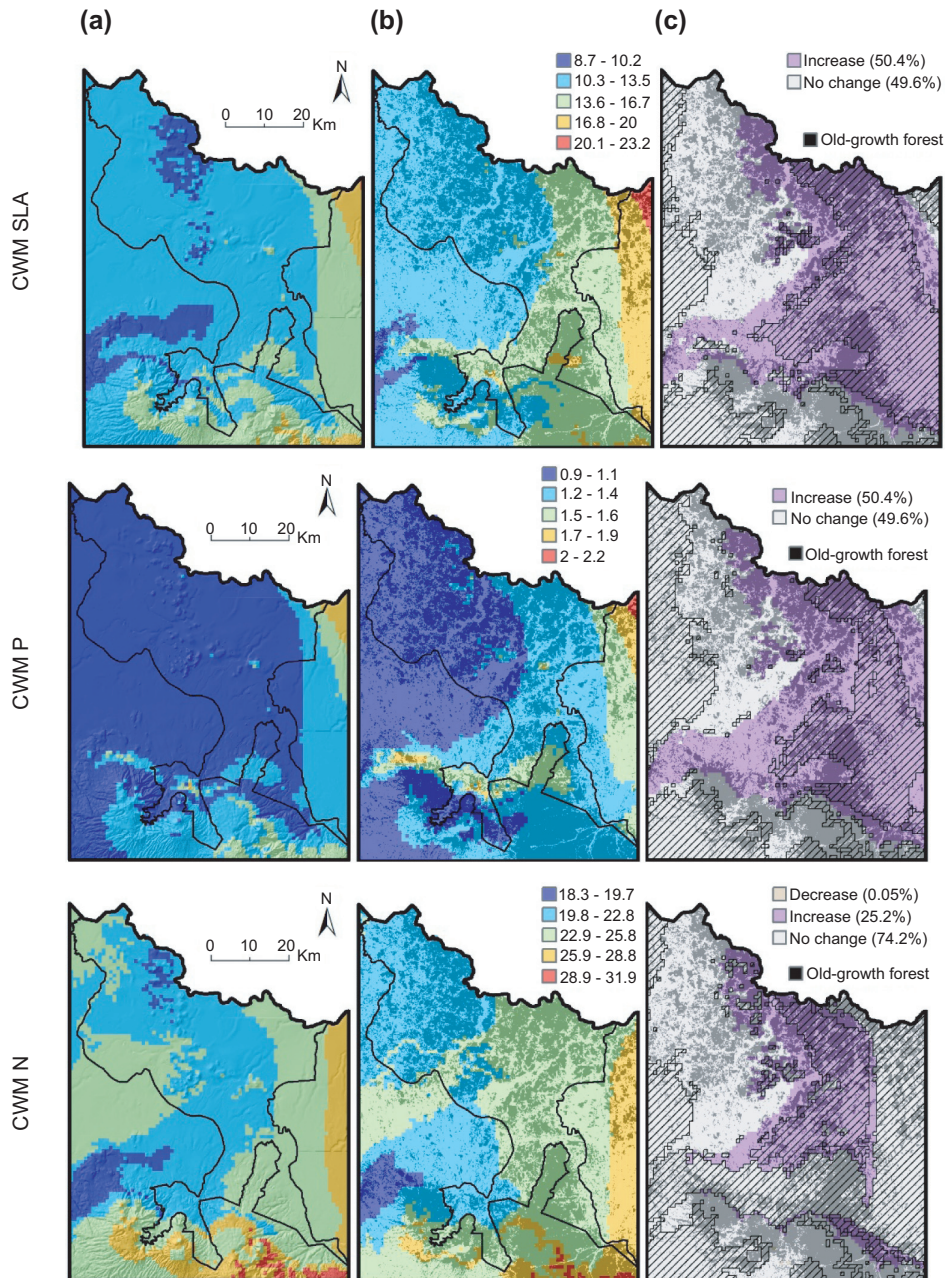 (a)
(b)
(c)
CWM SLA
N
0 10 20
Km
8.7 - 10.2
10.3 - 13.5
13.6 - 16.7
16.8 - 20
20.1 - 23.2
Increase (50.4%)
No change (49.6%)
Old-growth forest
CWM P
N
0 10 20
Km
0.9 - 1.1
1.2 - 1.4
1.5 - 1.6
1.7 - 1.9
2 - 2.2
Increase (50.4%)
No change (49.6%)
Old-growth forest
CWM N
N
0 10 20
Km
18.3 - 19.7
19.8 - 22.8
22.9 - 25.8
25.9 - 28.8
28.9 - 31.9
Decrease (0.05%)
Increase (25.2%)
No change (74.2%)
Old-growth forest